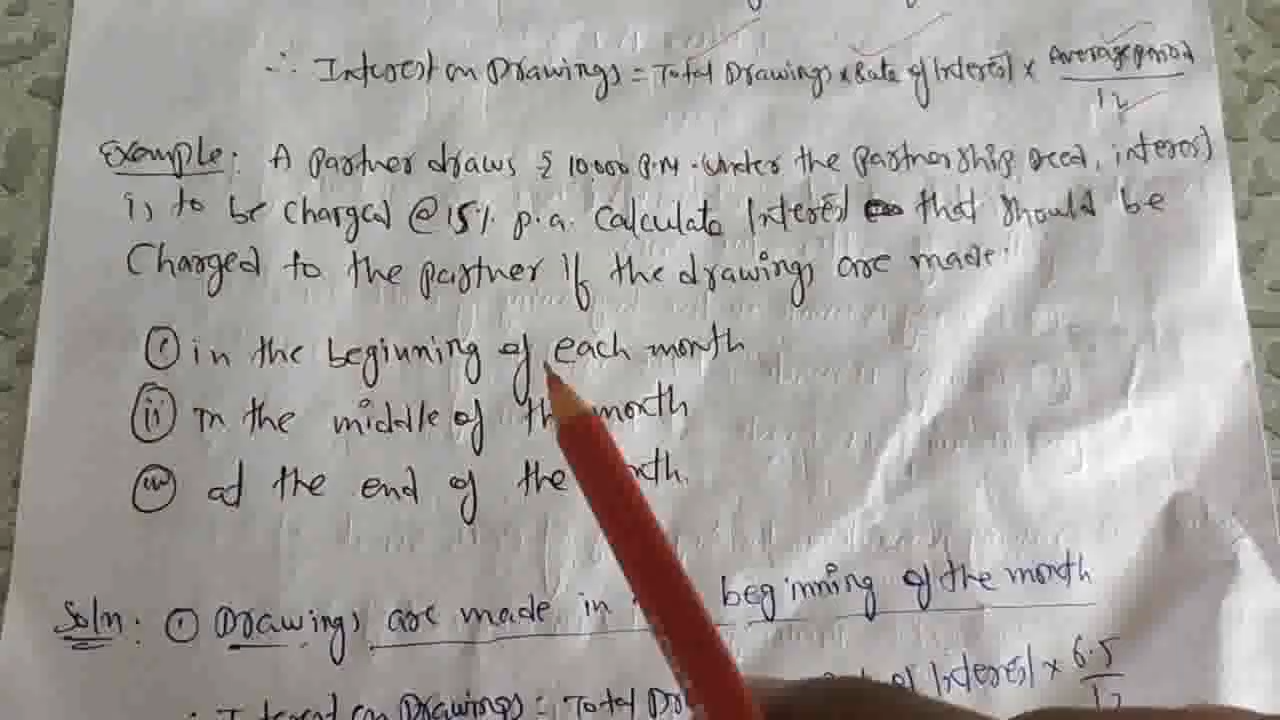 ∴ Interest on Drawings = Total Drawings × Rate of Interest × Average period / 12
Example: A partner draws ₹ 10,000 P.M. Under the partnership deed, interest
is to be charged @ 15% p.a. Calculate Interest that should be
Charged to the partner if the drawings are made:
(i) in the beginning of each month
(ii) in the middle of the month
(iii) at the end of the
Soln: (i) Drawings are made in beginning of the month
∴ Interest on Drawings = Total of Interest × 6.5 / 12